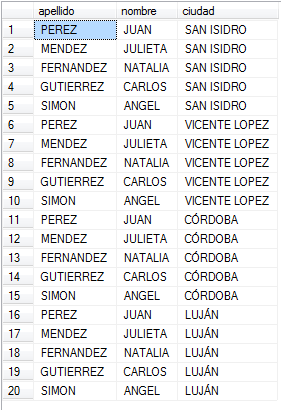 apellido nombre ciudad
1 PEREZ JUAN SAN ISIDRO
2 MENDEZ JULIETA SAN ISIDRO
3 FERNANDEZ NATALIA SAN ISIDRO
4 GUTIERREZ CARLOS SAN ISIDRO
5 SIMON ANGEL SAN ISIDRO
6 PEREZ JUAN VICENTE LOPEZ
7 MENDEZ JULIETA VICENTE LOPEZ
8 FERNANDEZ NATALIA VICENTE LOPEZ
9 GUTIERREZ CARLOS VICENTE LOPEZ
10 SIMON ANGEL VICENTE LOPEZ
11 PEREZ JUAN CÓRDOBA
12 MENDEZ JULIETA CÓRDOBA
13 FERNANDEZ NATALIA CÓRDOBA
14 GUTIERREZ CARLOS CÓRDOBA
15 SIMON ANGEL CÓRDOBA
16 PEREZ JUAN LUJÁN
17 MENDEZ JULIETA LUJÁN
18 FERNANDEZ NATALIA LUJÁN
19 GUTIERREZ CARLOS LUJÁN
20 SIMON ANGEL LUJÁN